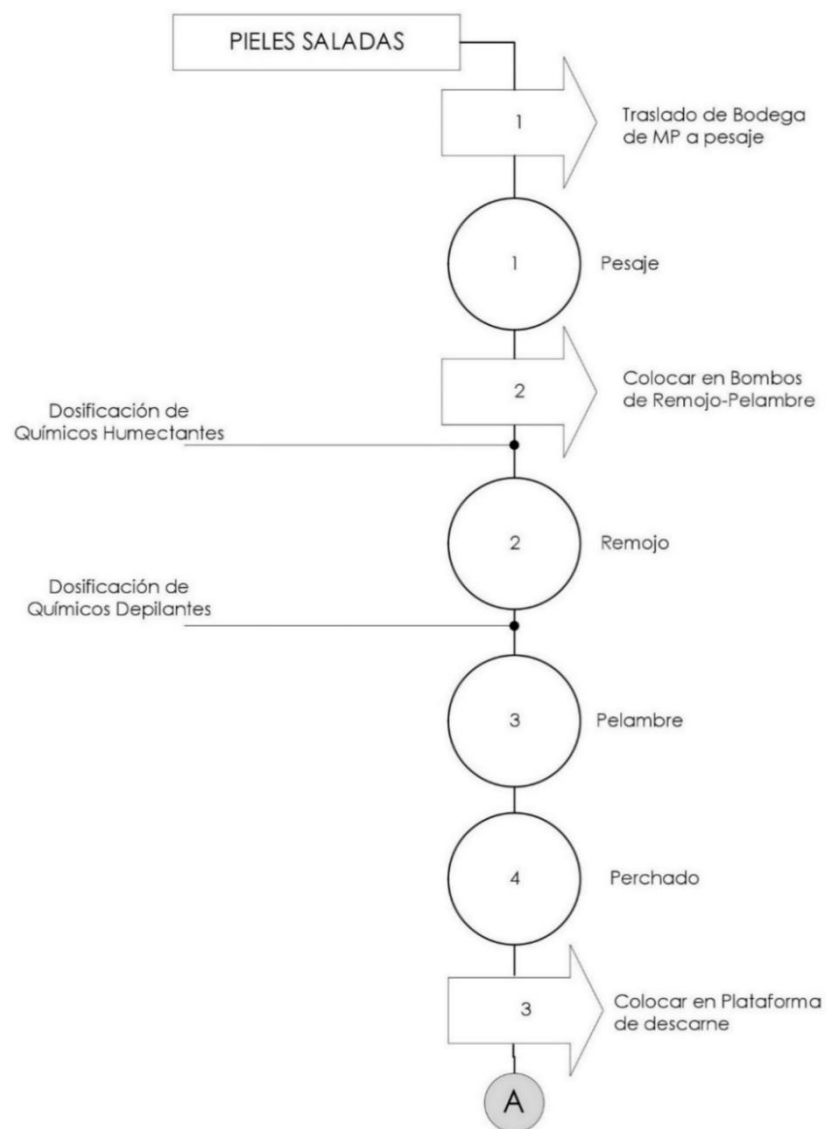 PIELES SALADAS
1
Traslado de Bodega
de MP a pesaje
1
Pesaje
2
Colocar en Bombos
de Remojo-Pelambre
Dosificación de
Químicos Humectantes
2
Remojo
Dosificación de
Químicos Depilantes
3
Pelambre
4
Perchado
3
Colocar en Plataforma
de descarne
A